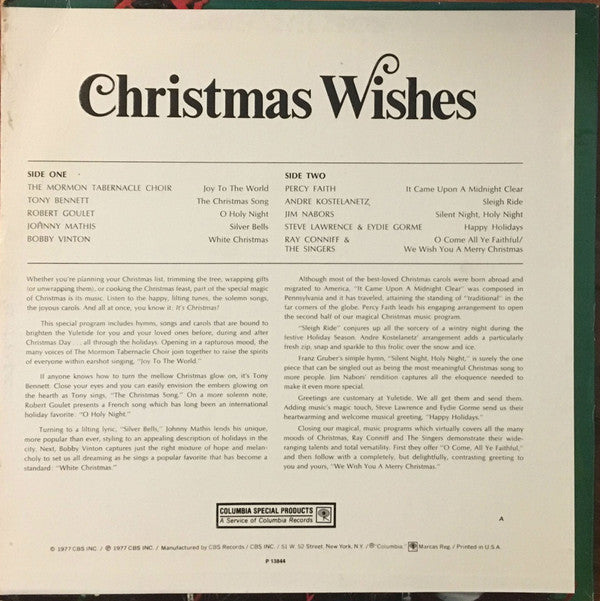 Christmas Wishes
SIDE ONE
THE MORMON TABERNACLE CHOIR Joy To The World
TONY BENNETT The Christmas Song
ROBERT GOULET O Holy Night
JOHNNY MATHIS Silver Bells
BOBBY VINTON White Christmas
SIDE TWO
PERCY FAITH It Came Upon A Midnight Clear
ANDRE KOSTELANETZ Sleigh Ride
JIM NABORS Silent Night, Holy Night
STEVE LAWRENCE & EYDIE GORME Happy Holidays
RAY CONNIFF & O Come All Ye Faithful/
THE SINGERS We Wish You A Merry Christmas
Whether you're planning your Christmas list, trimming the tree, wrapping gifts
(or unwrapping them), or cooking the Christmas feast, part of the special magic
of Christmas is its music. Listen to the happy, lilting tunes, the solemn songs,
the joyous carols. And all at once, you know it: It's Christmas!
This special program includes hymns, songs and carols that are bound to
brighten the Yuletide for you and your loved ones before, during and after
Christmas Day . . . all through the holidays. Opening in a rapturous mood, the
many voices of The Mormon Tabernacle Choir join together to raise the spirits
of everyone within earshot singing, "Joy To The World."
If anyone knows how to turn the mellow Christmas glow on, it's Tony
Bennett. Close your eyes and you can easily envision the embers glowing on
the hearth as Tony sings, "The Christmas Song." On a more solemn note,
Robert Goulet presents a French song which has long been an international
holiday favorite: "O Holy Night."
Turning to a lilting lyric, "Silver Bells," Johnny Mathis lends his unique,
more popular than ever, styling to an appealing description of holidays in the
city. Next, Bobby Vinton captures just the right mixture of hope and melan-
choly to set us all dreaming as he sings a popular favorite that has become a
standard: "White Christmas."
Although most of the best-loved Christmas carols were born abroad and
migrated to America, "It Came Upon A Midnight Clear" was composed in
Pennsylvania and it has traveled, attaining the standing of "traditional" in the
far corners of the globe. Percy Faith leads his engaging arrangement to open
the second half of our magical Christmas music program.
"Sleigh Ride" conjures up all the sorcery of a wintry night during the
festive Holiday Season. Andre Kostelanetz' arrangement adds a particularly
fresh zip, snap and sparkle to this frolic over the snow and ice.
Franz Gruber's simple hymn, "Silent Night, Holy Night," is surely the one
piece that can be singled out as being the most meaningful Christmas song to
more people. Jim Nabors' rendition captures all the eloquence needed to
make it even more special.
Greetings are customary at Yuletide. We all get them and send them.
Adding music's magic touch, Steve Lawrence and Eydie Gorme send us their
heartwarming and welcome musical greeting, "Happy Holidays."
Closing our magical, music programs which virtually covers all the many
moods of Christmas, Ray Conniff and The Singers demonstrate their wide-
ranging talents and total versatility. First they offer "O Come, All Ye Faithful,"
and then follow with a completely, but delightfully, contrasting greeting to
you and yours, "We Wish You A Merry Christmas."
COLUMBIA SPECIAL PRODUCTS
A Service of Columbia Records
A
© 1977 CBS INC. / ℗ 1977 CBS INC. / Manufactured by CBS Records / CBS INC. / 51 W. 52 Street, New York, N.Y. / ® Columbia, Marcas Reg. / Printed in U.S.A.
P 13844